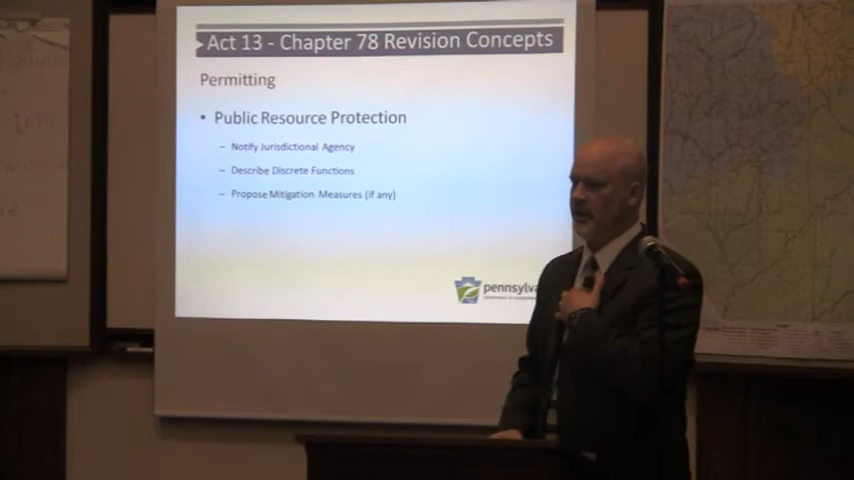 Act 13 - Chapter 78 Revision Concepts
Permitting
• Public Resource Protection
– Notify Jurisdictional Agency
– Describe Discrete Functions
– Propose Mitigation Measures (if any)
pennsylva